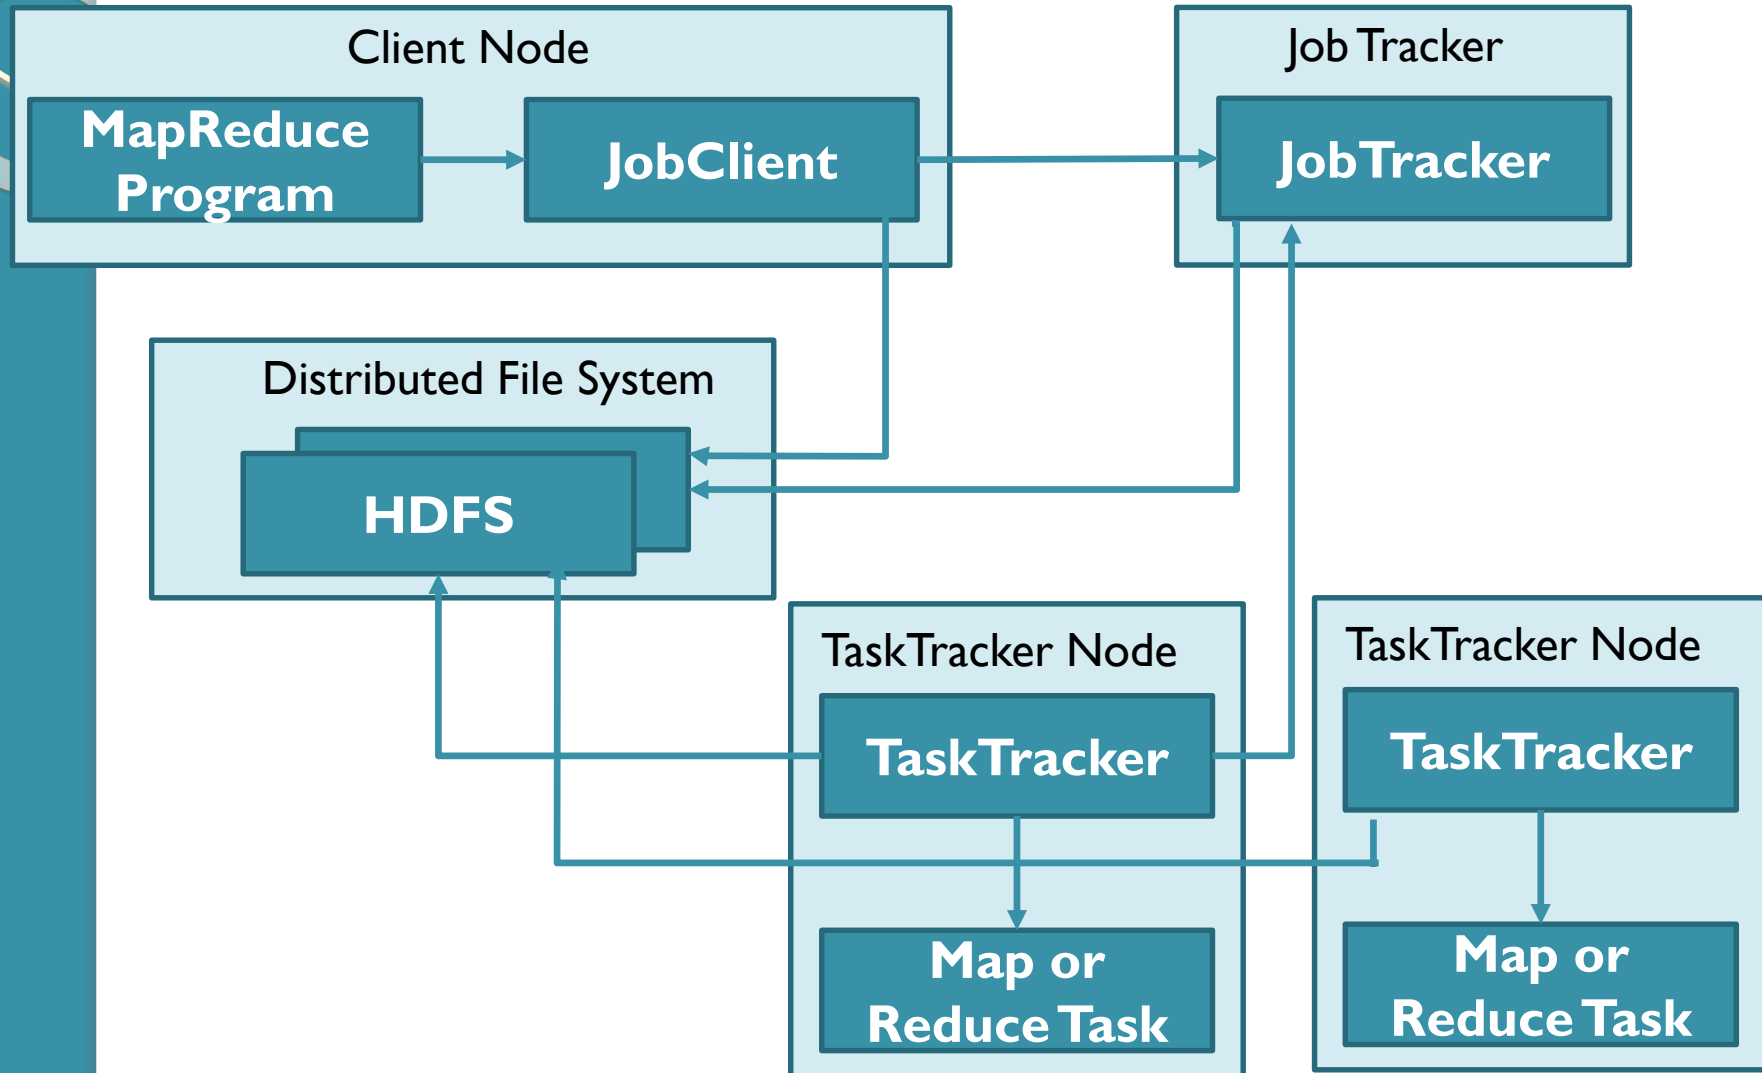 Client Node
MapReduce
Program
JobClient
Job Tracker
JobTracker
Distributed File System
HDFS
TaskTracker Node
TaskTracker
Map or
Reduce Task
TaskTracker Node
TaskTracker
Map or
Reduce Task